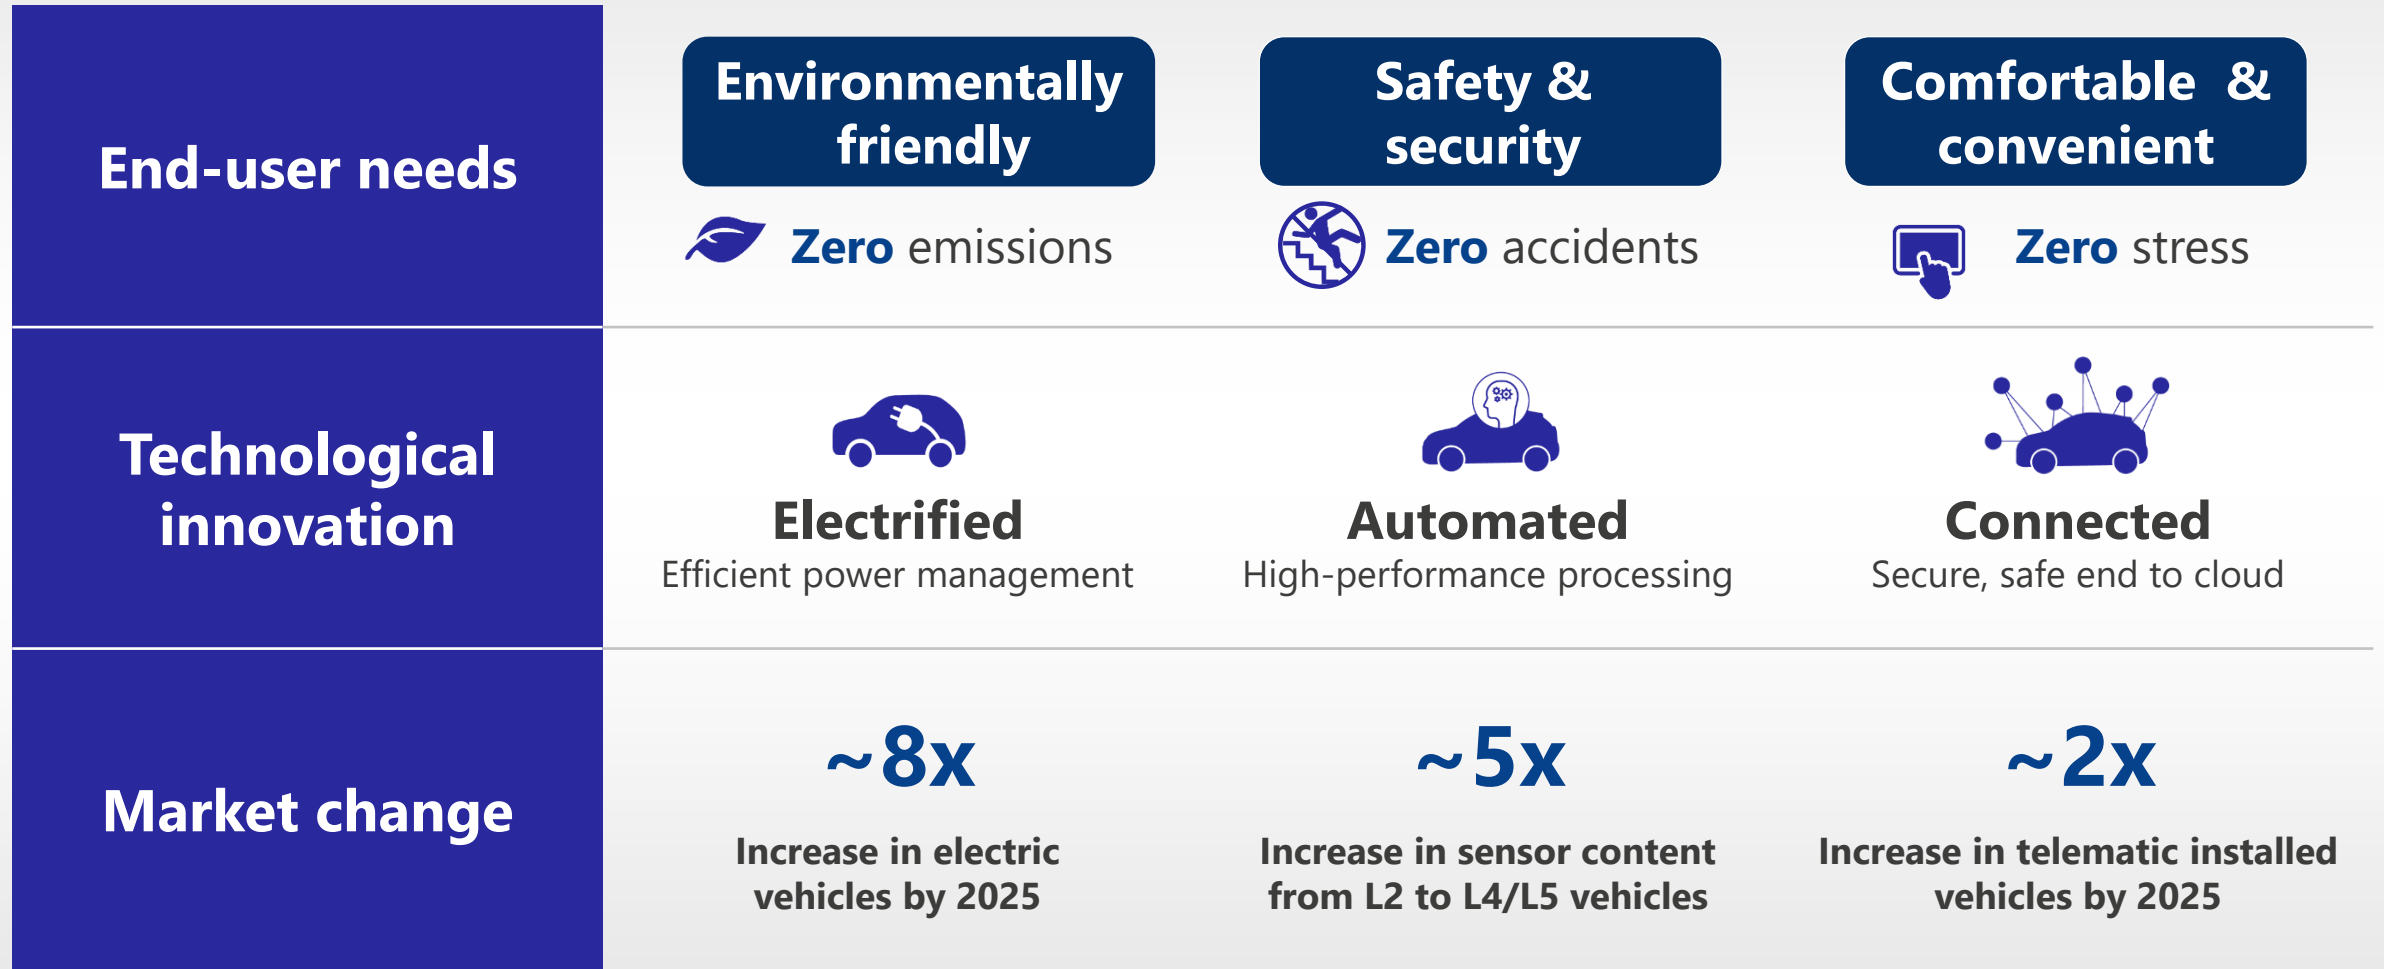 End-user needs
Environmentally
friendly
Safety &
security
Comfortable & 
convenient
Zero emissions
Zero accidents
Zero stress
Technological
innovation
Electrified
Efficient power management
Automated
High-performance processing
Connected
Secure, safe end to cloud
Market change
~8x
Increase in electric
vehicles by 2025
~5x
Increase in sensor content
from L2 to L4/L5 vehicles
~2x
Increase in telematic installed
vehicles by 2025